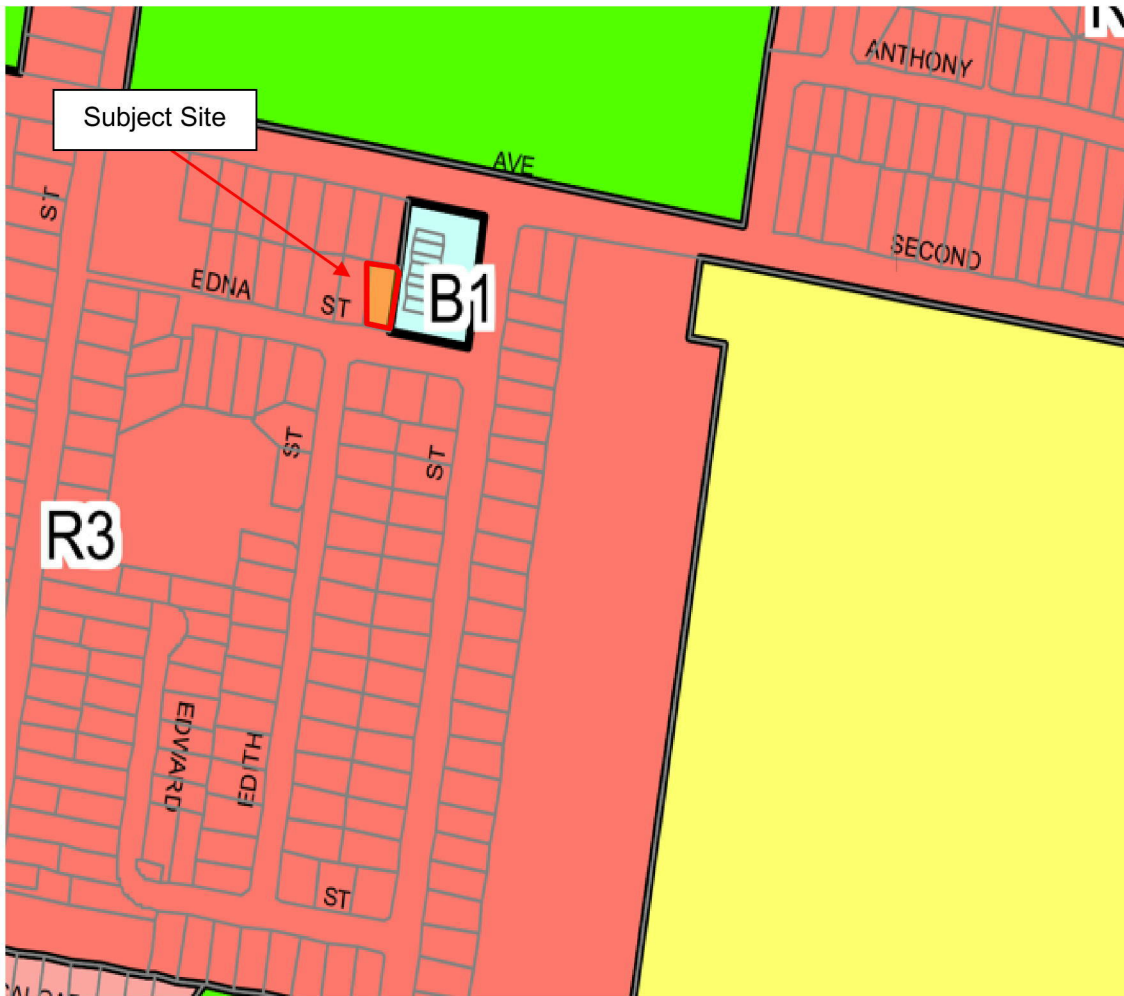 ANTHONY
Subject Site
AVE
ST
SECOND
EDNA
ST
B1
ST
ST
R3
EDWARD
EDITH
ST